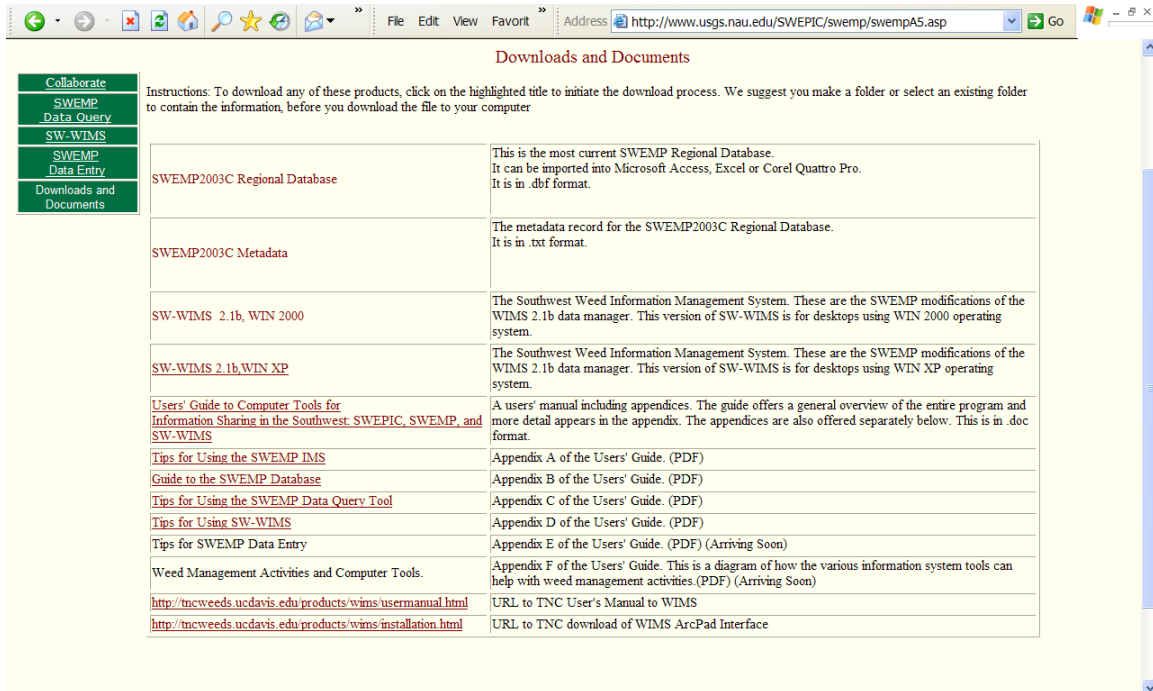 File Edit View Favorit
Address http://www.usgs.nau.edu/SWEPIC/swemp/swempA5.asp Go
Downloads and Documents
Collaborate
SWEMP
Data Query
SW-WIMS
SWEMP
Data Entry
Downloads and
Documents
Instructions: To download any of these products, click on the highlighted title to initiate the download process. We suggest you make a folder or select an existing folder
to contain the information, before you download the file to your computer
SWEMP2003C Regional Database
This is the most current SWEMP Regional Database.
It can be imported into Microsoft Access, Excel or Corel Quattro Pro.
It is in .dbf format.
SWEMP2003C Metadata
The metadata record for the SWEMP2003C Regional Database.
It is in .txt format.
SW-WIMS 2.1b, WIN 2000
The Southwest Weed Information Management System. These are the SWEMP modifications of the
WIMS 2.1b data manager. This version of SW-WIMS is for desktops using WIN 2000 operating
system.
SW-WIMS 2.1b,WIN XP
The Southwest Weed Information Management System. These are the SWEMP modifications of the
WIMS 2.1b data manager. This version of SW-WIMS is for desktops using WIN XP operating
system.
Users' Guide to Computer Tools for
Information Sharing in the Southwest: SWEPIC, SWEMP, and
SW-WIMS
A users' manual including appendices. The guide offers a general overview of the entire program and
more detail appears in the appendix. The appendices are also offered separately below. This is in .doc
format.
Tips for Using the SWEMP IMS
Appendix A of the Users' Guide. (PDF)
Guide to the SWEMP Database
Appendix B of the Users' Guide. (PDF)
Tips for Using the SWEMP Data Query Tool
Appendix C of the Users' Guide. (PDF)
Tips for Using SW-WIMS
Appendix D of the Users' Guide. (PDF)
Tips for SWEMP Data Entry
Appendix E of the Users' Guide. (PDF) (Arriving Soon)
Weed Management Activities and Computer Tools.
Appendix F of the Users' Guide. This is a diagram of how the various information system tools can
help with weed management activities.(PDF) (Arriving Soon)
http://tncweeds.ucdavis.edu/products/wims/usermanual.html
URL to TNC User's Manual to WIMS
http://tncweeds.ucdavis.edu/products/wims/installation.html
URL to TNC download of WIMS ArcPad Interface